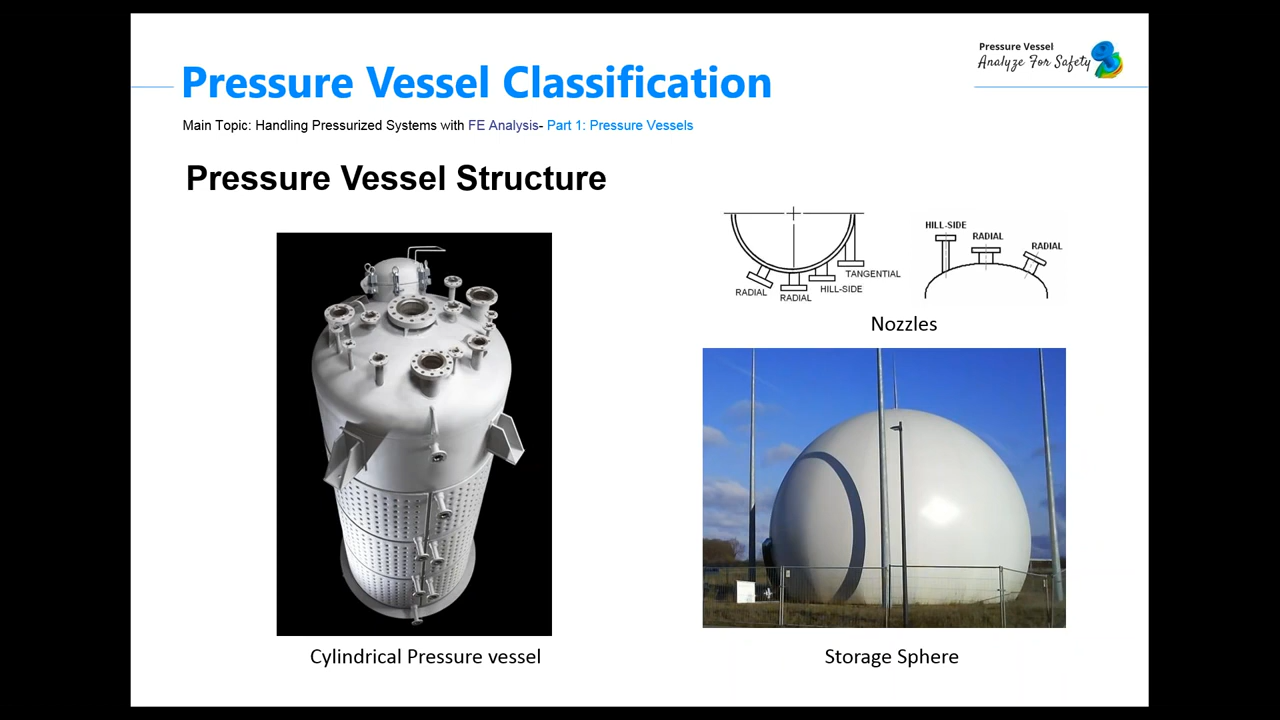 Pressure Vessel
Analyze For Safety
Pressure Vessel Classification
Main Topic: Handling Pressurized Systems with FE Analysis- Part 1: Pressure Vessels
Pressure Vessel Structure
RADIAL
RADIAL
HILL-SIDE
TANGENTIAL
HILL-SIDE
RADIAL
RADIAL
Nozzles
Cylindrical Pressure vessel
Storage Sphere